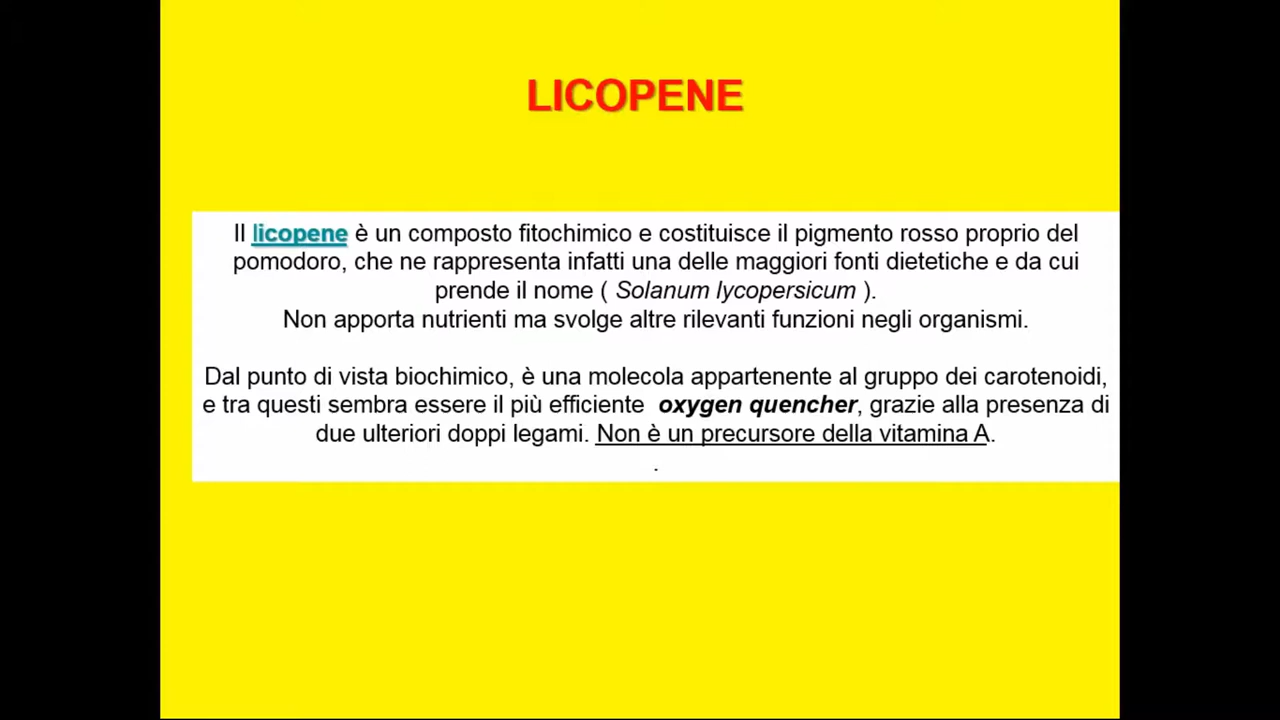 LICOPENE
Il licopene è un composto fitochimico e costituisce il pigmento rosso proprio del
pomodoro, che ne rappresenta infatti una delle maggiori fonti dietetiche e da cui
prende il nome ( Solanum lycopersicum ).
Non apporta nutrienti ma svolge altre rilevanti funzioni negli organismi.
Dal punto di vista biochimico, è una molecola appartenente al gruppo dei carotenoidi,
e tra questi sembra essere il più efficiente oxygen quencher, grazie alla presenza di
due ulteriori doppi legami. Non è un precursore della vitamina A.
.